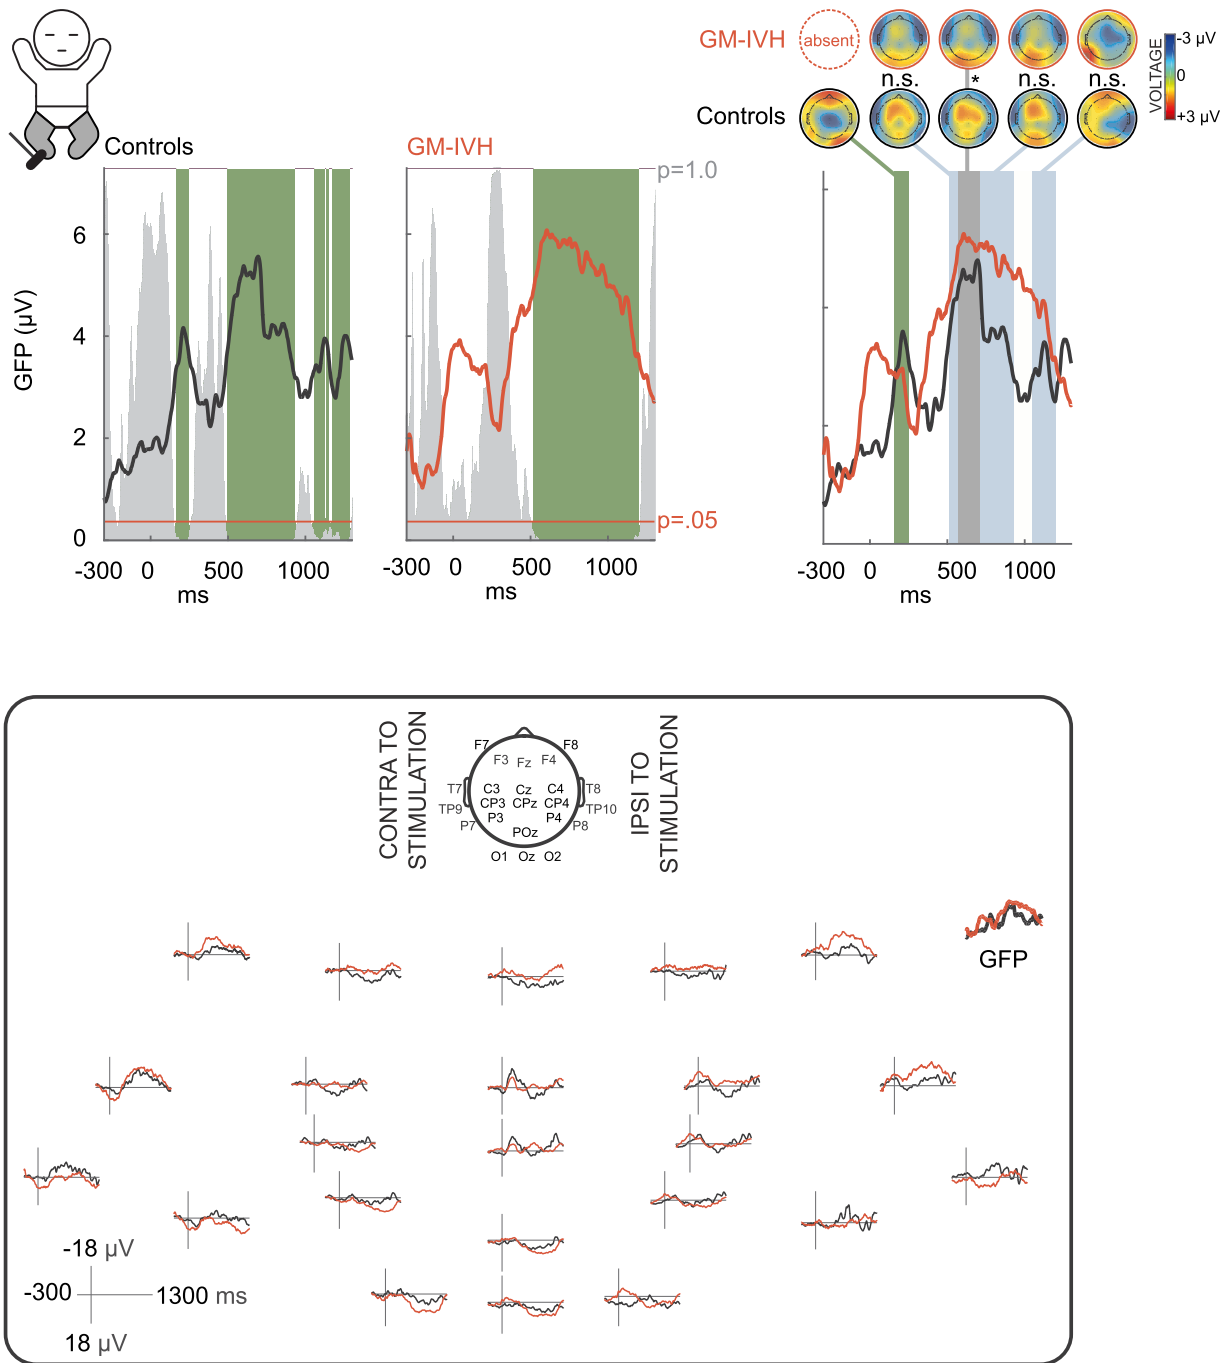 GM-IVH
absent
n.s.
*
n.s.
n.s.
Controls
VOLTAGE
-3 µV
0
+3 µV
Controls
GM-IVH
p=1.0
p=.05
GFP (µV)
6
4
2
0
-300 0 500 1000
ms
-300 0 500 1000
ms
-300 0 500 1000
ms
CONTRA TO
STIMULATION
IPSI TO
STIMULATION
F7 F8
F3 Fz F4
T7 C3 Cz C4 T8
TP9 CP3 CPz CP4 TP10
P7 P3 P4 P8
POz
O1 Oz O2
GFP
-18 µV
-300 1300 ms
18 µV